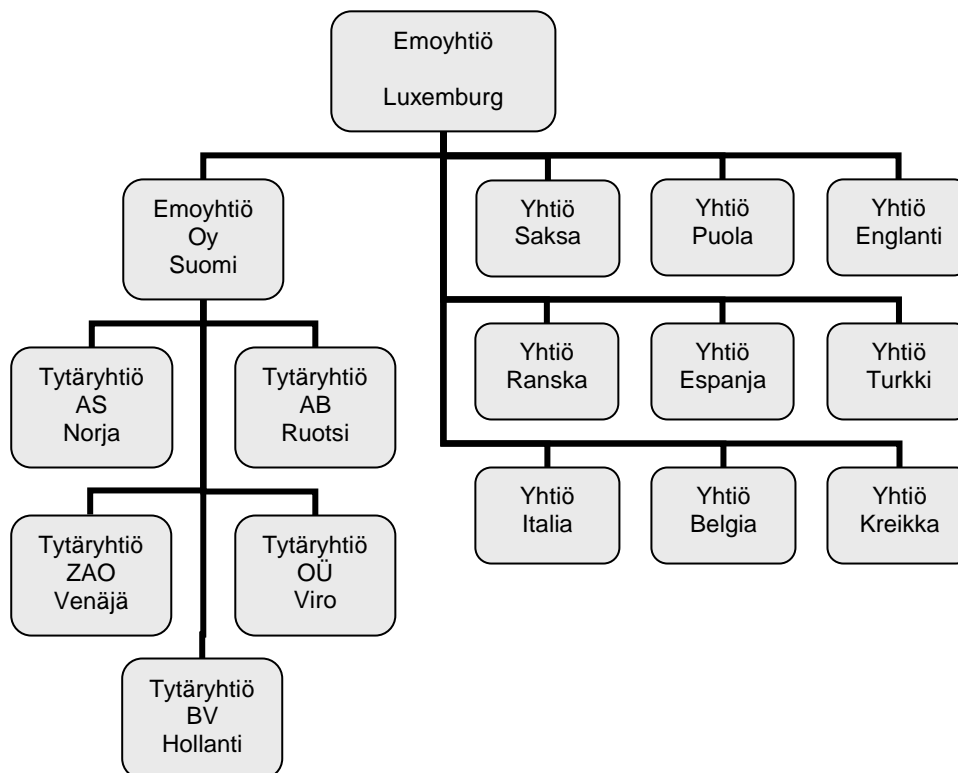 Emoyhtiö
Luxemburg
Emoyhtiö
Oy
Suomi
Yhtiö
Saksa
Yhtiö
Puola
Yhtiö
Englanti
Tytäryhtiö
AS
Norja
Tytäryhtiö
AB
Ruotsi
Yhtiö
Ranska
Yhtiö
Espanja
Yhtiö
Turkki
Tytäryhtiö
ZAO
Venäjä
Tytäryhtiö
OÜ
Viro
Yhtiö
Italia
Yhtiö
Belgia
Yhtiö
Kreikka
Tytäryhtiö
BV
Hollanti